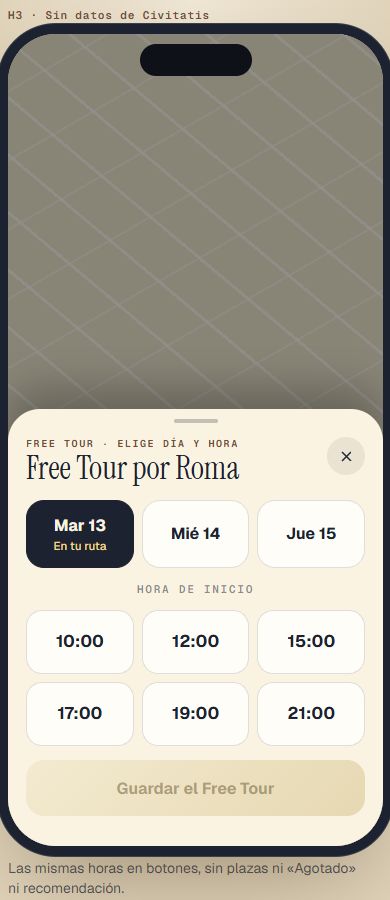 H3 · Sin datos de Civitatis
FREE TOUR · ELIGE DÍA Y HORA
Free Tour por Roma
Mar 13
En tu ruta
Mié 14
Jue 15
HORA DE INICIO
10:00
12:00
15:00
17:00
19:00
21:00
Guardar el Free Tour
Las mismas horas en botones, sin plazas ni «Agotado»
ni recomendación.